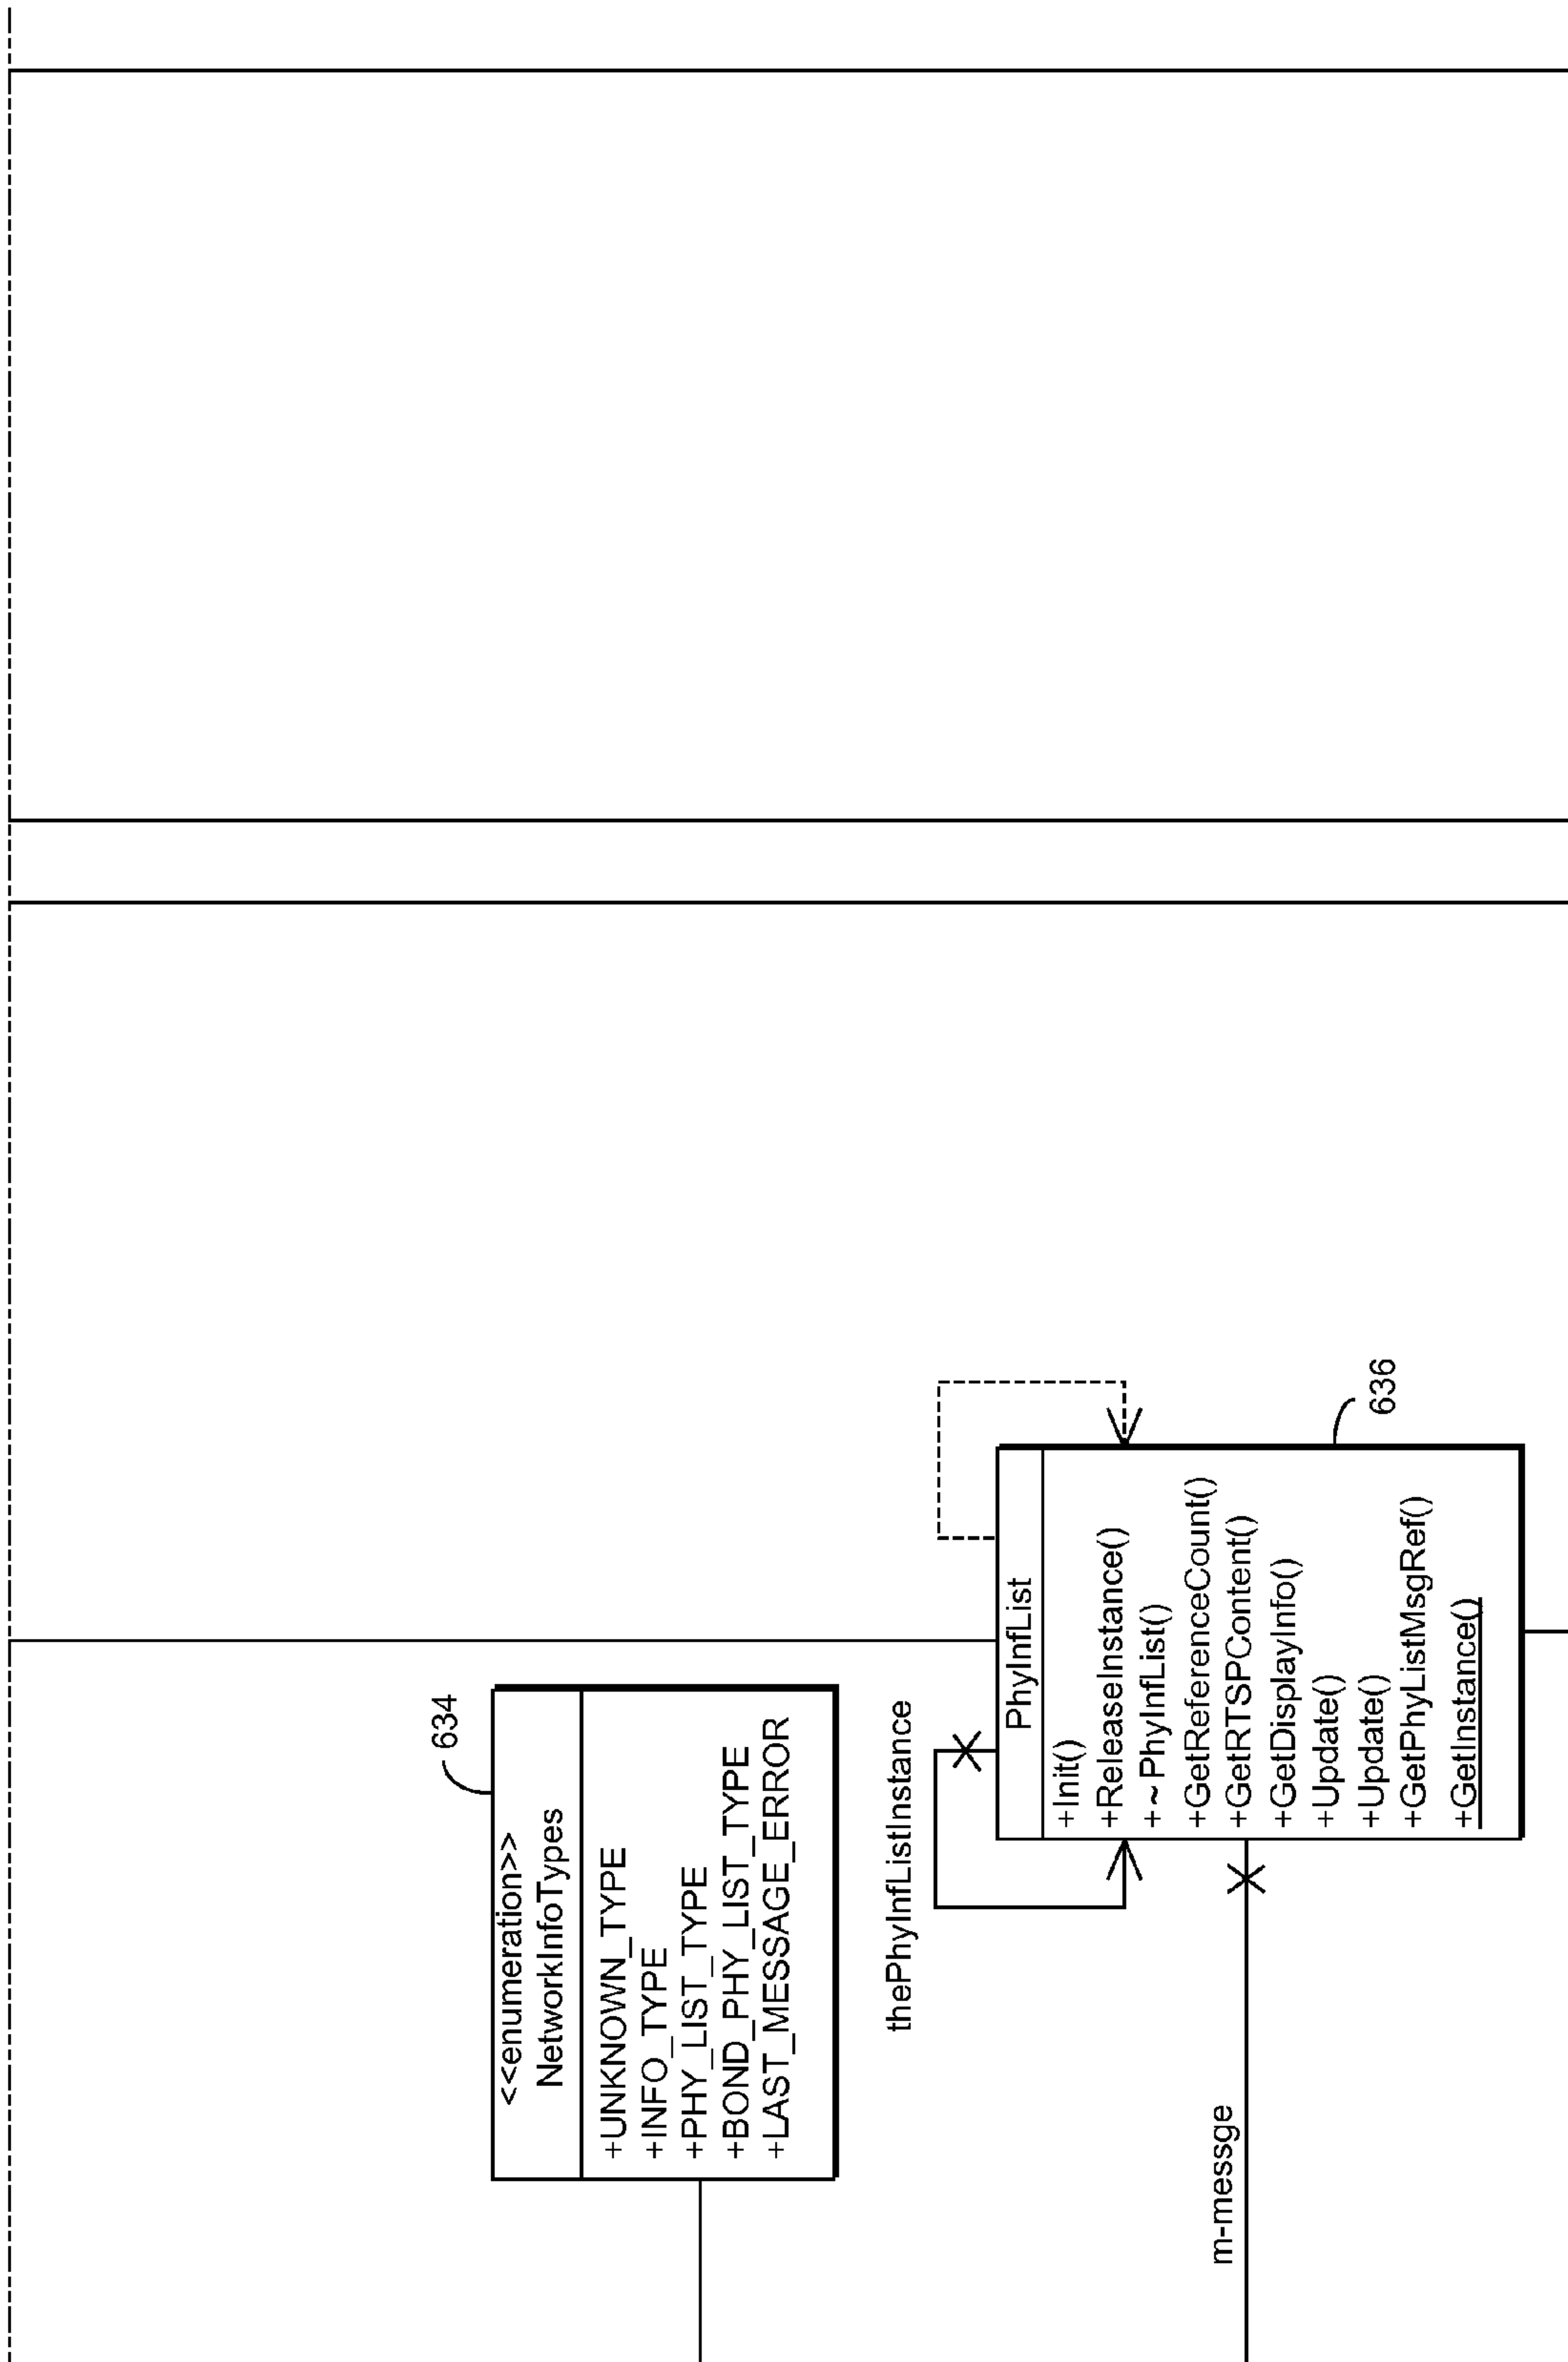 634
<<enumeration>>
NetworkInfoTypes
+UNKNOWN_TYPE
+INFO_TYPE
+PHY_LIST_TYPE
+BOND_PHY_LIST_TYPE
+LAST_MESSAGE_ERROR
thePhyInfListInstance
PhyInfList
+Init()
+ReleaseInstance()
+~PhyInfList()
+GetReferenceCount()
+GetRTSPContent()
+GetDisplayInfo()
+Update()
+Update()
+GetPhyListMsgRef()
+GetInstance()
636
m-messge